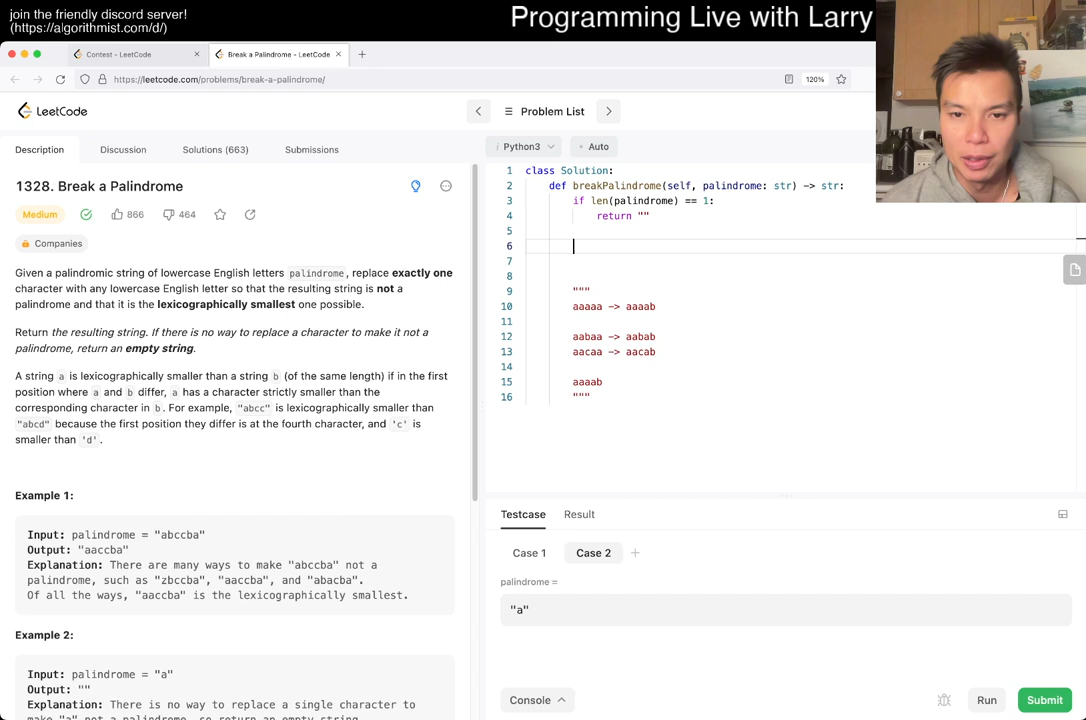 join the friendly discord server!
(https://algorithmist.com/d/)
Programming Live with Larry
Contest - LeetCode
Break a Palindrome - LeetCode
https://leetcode.com/problems/break-a-palindrome/
120%
LeetCode
Problem List
Description
Discussion
Solutions (663)
Submissions
i Python3
Auto
1328. Break a Palindrome
Medium
866
464
Companies
Given a palindromic string of lowercase English letters palindrome, replace exactly one
character with any lowercase English letter so that the resulting string is not a
palindrome and that it is the lexicographically smallest one possible.
Return the resulting string. If there is no way to replace a character to make it not a
palindrome, return an empty string.
A string a is lexicographically smaller than a string b (of the same length) if in the first
position where a and b differ, a has a character strictly smaller than the
corresponding character in b. For example, "abcc" is lexicographically smaller than
"abcd" because the first position they differ is at the fourth character, and 'c' is
smaller than 'd'.
Example 1:
Input: palindrome = "abccba"
Output: "aaccba"
Explanation: There are many ways to make "abccba" not a
palindrome, such as "zbccba", "aaccba", and "abacba".
Of all the ways, "aaccba" is the lexicographically smallest.
Example 2:
Input: palindrome = "a"
Output: ""
Explanation: There is no way to replace a single character to
make "a" not a palindrome, so return an empty string.
1 class Solution:
2 def breakPalindrome(self, palindrome: str) -> str:
3 if len(palindrome) == 1:
4 return ""
5
6
7
8
9 """
10 aaaaa -> aaaab
11
12 aabaa -> aabab
13 aacaa -> aacab
14
15 aaaab
16 """
Testcase
Result
Case 1
Case 2
palindrome =
"a"
Console
Run
Submit